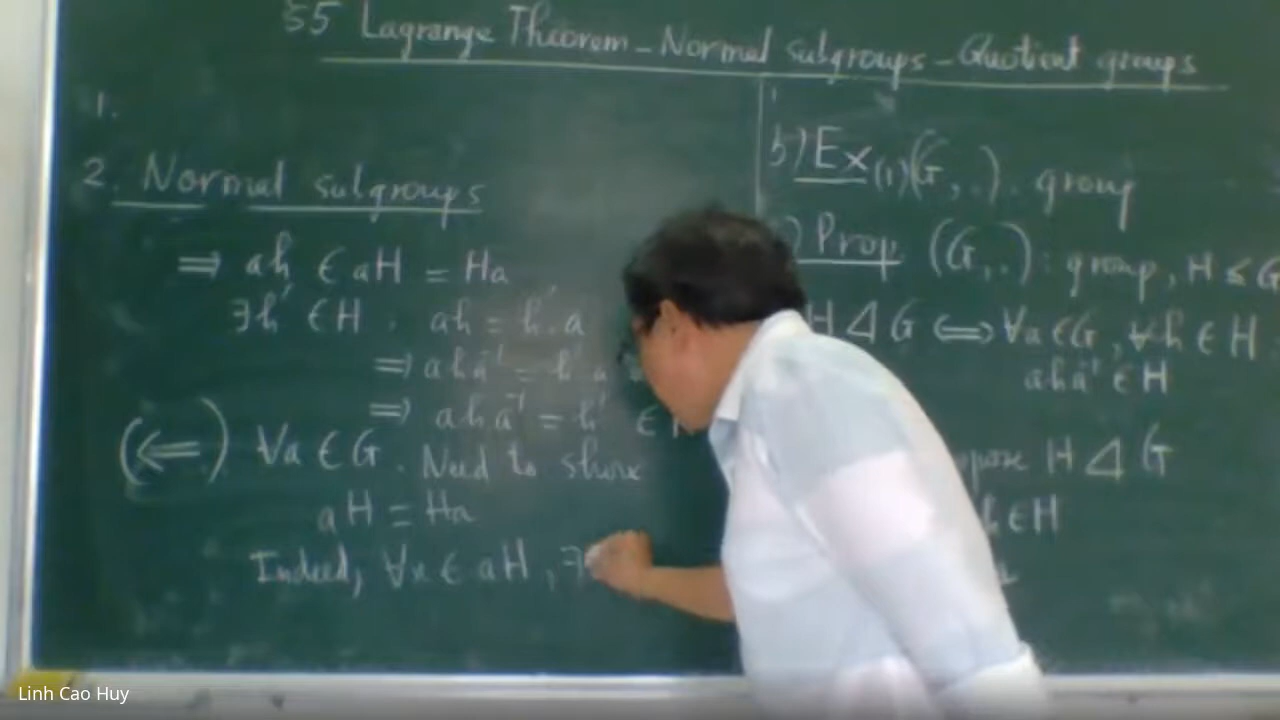 §5 Lagrange Theorem - Normal subgroups - Quotient groups
1.
2. Normal subgroups
⇒ ah ∈ aH = Ha
∃h' ∈ H . ah = h'.a
⇒ aha⁻¹ = h'a
⇒ aha⁻¹ = h' ∈
(⇐) ∀a ∈ G. Need to show
aH = Ha
Indeed, ∀x ∈ aH, ∃
b) Ex (1) (G, .) . group
) Prop (G, .) : group, H ≤ G
H ⊲ G ⇔ ∀a ∈ G, ∀h ∈ H
aha⁻¹ ∈ H
ppose H ⊲ G
h ∈ H
Linh Cao Huy